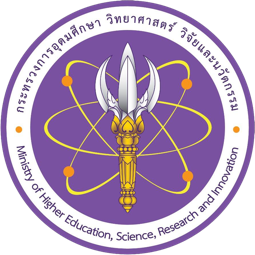 กระทรวงการอุดมศึกษา วิทยาศาสตร์ วิจัยและนวัตกรรม
Ministry of Higher Education, Science, Research and Innovation